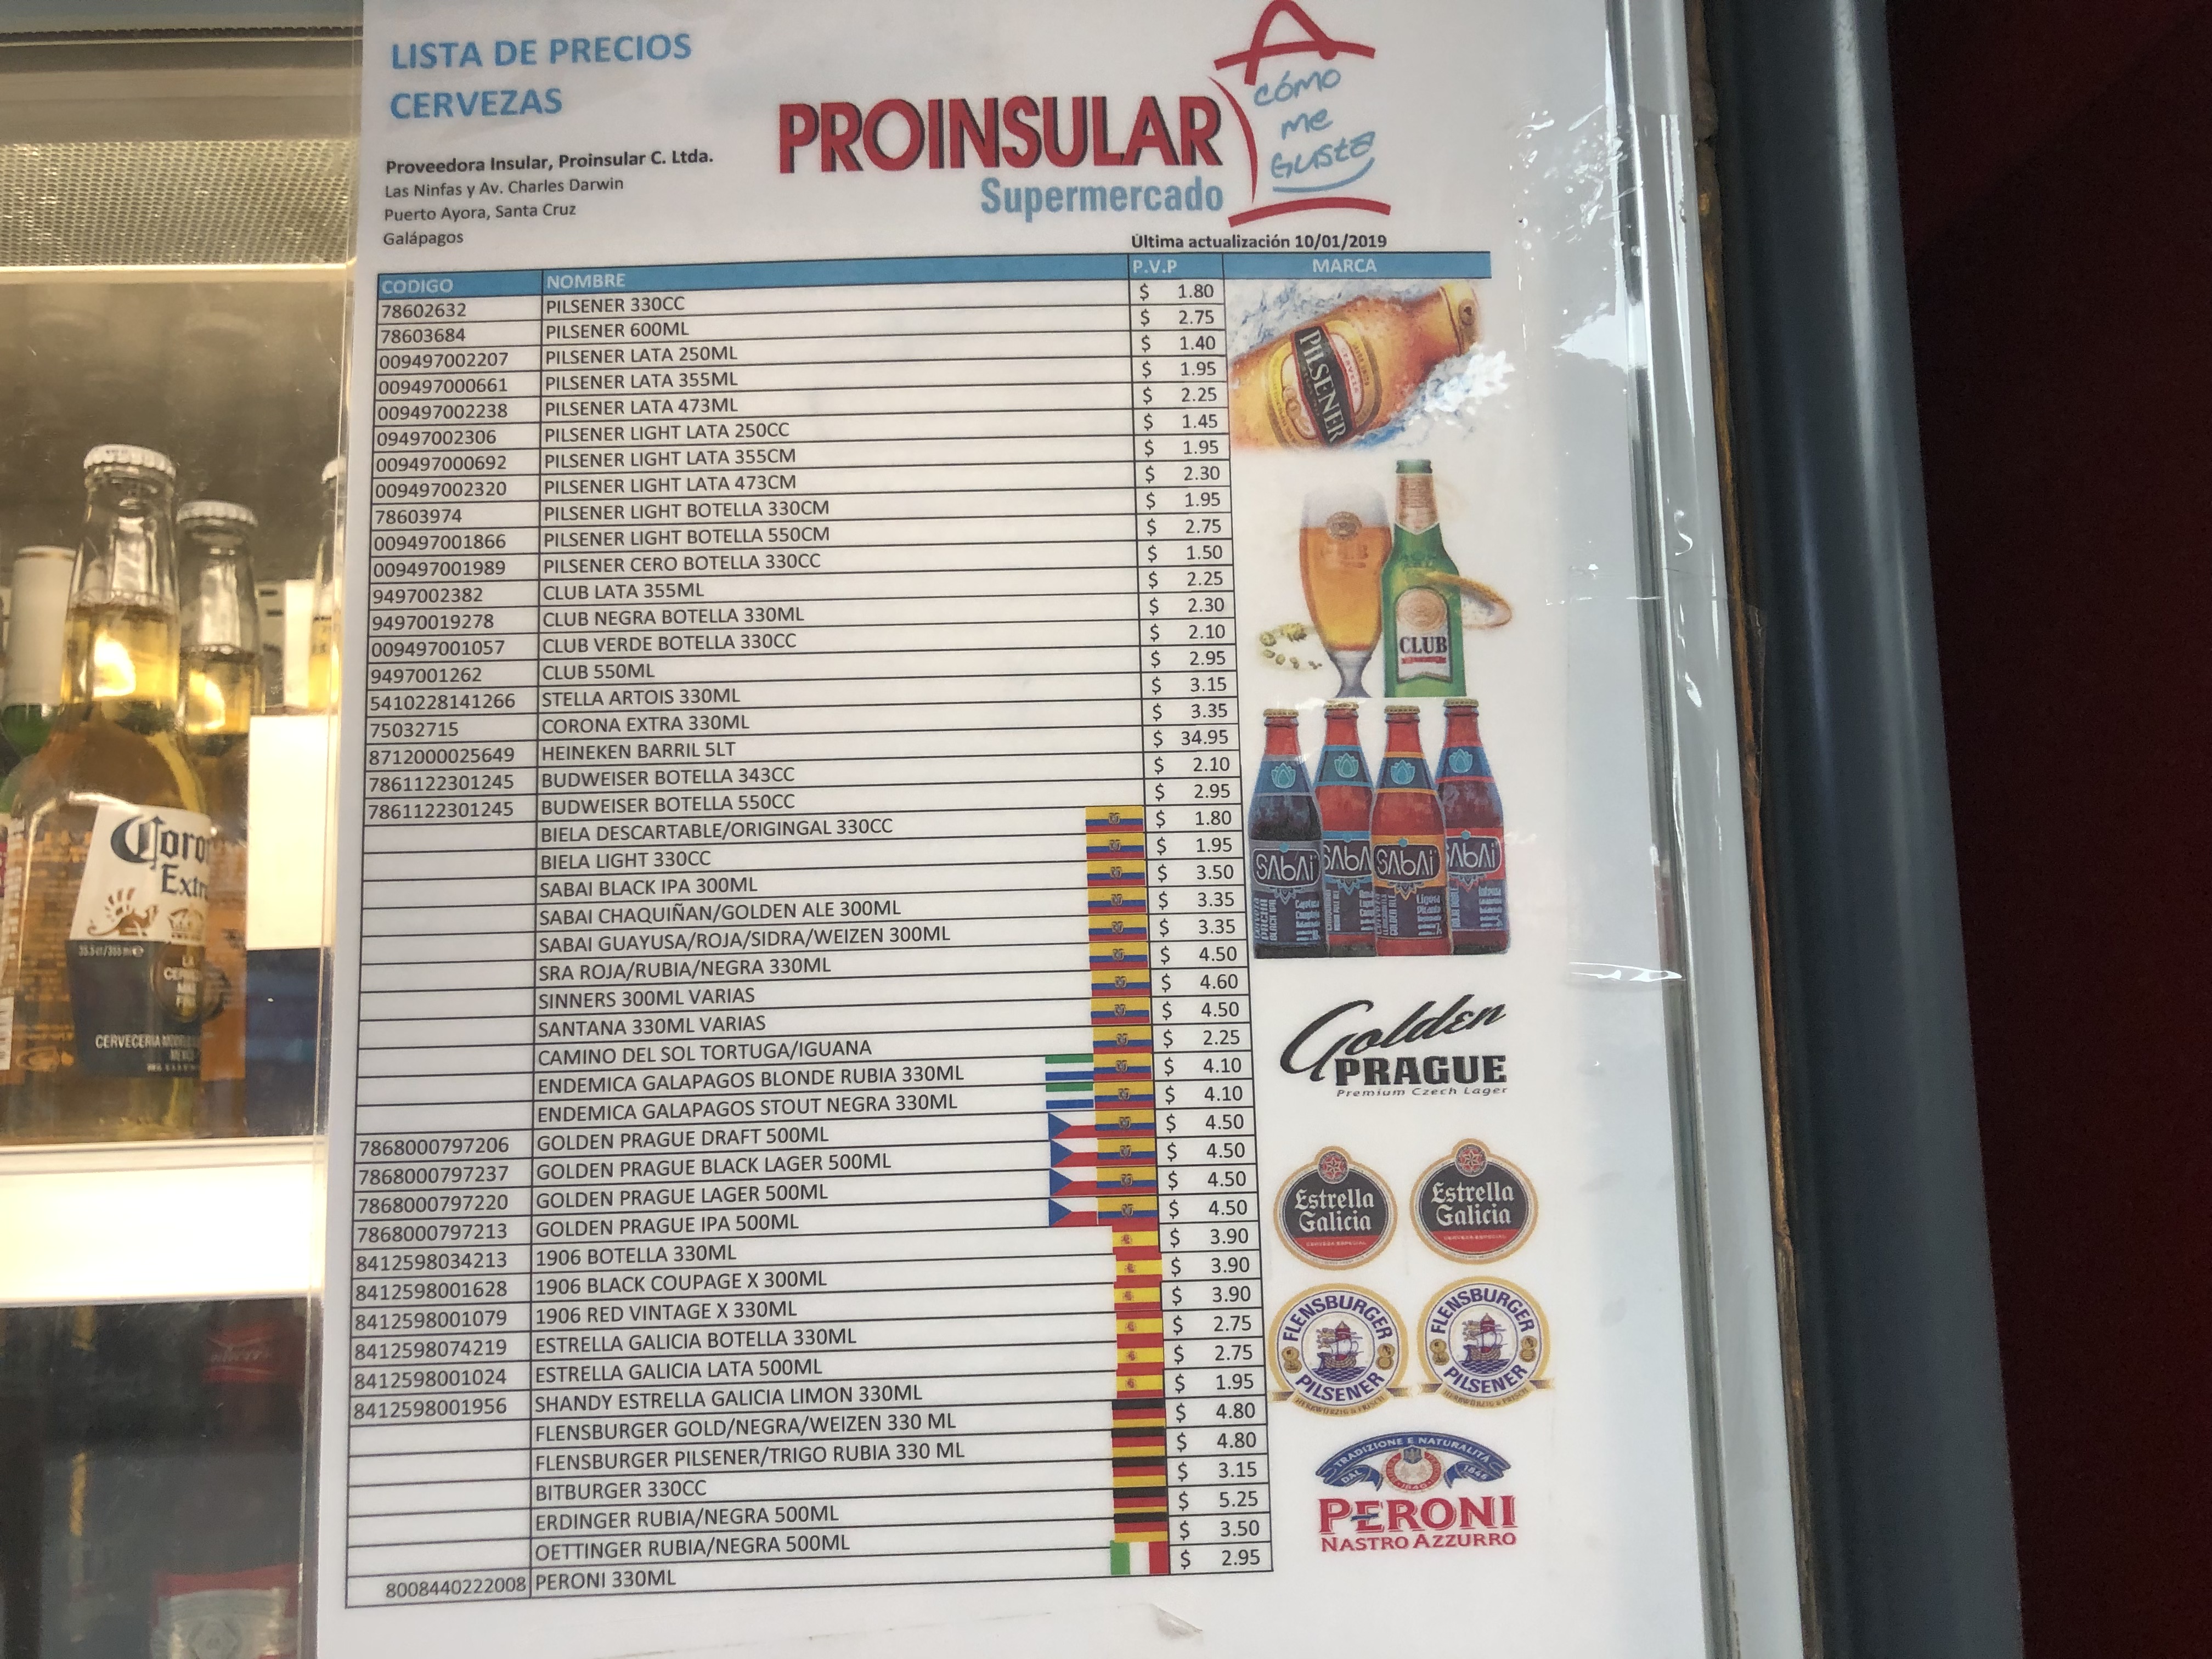 LISTA DE PRECIOS
CERVEZAS
Proveedora Insular, Proinsular C. Ltda.
Las Ninfas y Av. Charles Darwin
Puerto Ayora, Santa Cruz
Galápagos
PROINSULAR
Supermercado
A
cómo
me
Gusta
Última actualización 10/01/2019
CODIGO NOMBRE P.V.P MARCA
78602632 PILSENER 330CC $ 1.80
78603684 PILSENER 600ML $ 2.75
009497002207 PILSENER LATA 250ML $ 1.40
009497000661 PILSENER LATA 355ML $ 1.95
009497002238 PILSENER LATA 473ML $ 2.25
09497002306 PILSENER LIGHT LATA 250CC $ 1.45
009497000692 PILSENER LIGHT LATA 355CM $ 1.95
009497002320 PILSENER LIGHT LATA 473CM $ 2.30
78603974 PILSENER LIGHT BOTELLA 330CM $ 1.95
009497001866 PILSENER LIGHT BOTELLA 550CM $ 2.75
009497001989 PILSENER CERO BOTELLA 330CC $ 1.50
9497002382 CLUB LATA 355ML $ 2.25
94970019278 CLUB NEGRA BOTELLA 330ML $ 2.30
009497001057 CLUB VERDE BOTELLA 330CC $ 2.10
9497001262 CLUB 550ML $ 2.95
5410228141266 STELLA ARTOIS 330ML $ 3.15
75032715 CORONA EXTRA 330ML $ 3.35
8712000025649 HEINEKEN BARRIL 5LT $ 34.95
7861122301245 BUDWEISER BOTELLA 343CC $ 2.10
7861122301245 BUDWEISER BOTELLA 550CC $ 2.95
BIELA DESCARTABLE/ORIGINGAL 330CC $ 1.80
BIELA LIGHT 330CC $ 1.95
SABAI BLACK IPA 300ML $ 3.50
SABAI CHAQUIÑAN/GOLDEN ALE 300ML $ 3.35
SABAI GUAYUSA/ROJA/SIDRA/WEIZEN 300ML $ 3.35
SRA ROJA/RUBIA/NEGRA 330ML $ 4.50
SINNERS 300ML VARIAS $ 4.60
SANTANA 330ML VARIAS $ 4.50
CAMINO DEL SOL TORTUGA/IGUANA $ 2.25
ENDEMICA GALAPAGOS BLONDE RUBIA 330ML $ 4.10
ENDEMICA GALAPAGOS STOUT NEGRA 330ML $ 4.10
7868000797206 GOLDEN PRAGUE DRAFT 500ML $ 4.50
7868000797237 GOLDEN PRAGUE BLACK LAGER 500ML $ 4.50
7868000797220 GOLDEN PRAGUE LAGER 500ML $ 4.50
7868000797213 GOLDEN PRAGUE IPA 500ML $ 4.50
8412598034213 1906 BOTELLA 330ML $ 3.90
8412598001628 1906 BLACK COUPAGE X 300ML $ 3.90
8412598001079 1906 RED VINTAGE X 330ML $ 3.90
8412598074219 ESTRELLA GALICIA BOTELLA 330ML $ 2.75
8412598001024 ESTRELLA GALICIA LATA 500ML $ 2.75
8412598001956 SHANDY ESTRELLA GALICIA LIMON 330ML $ 1.95
FLENSBURGER GOLD/NEGRA/WEIZEN 330 ML $ 4.80
FLENSBURGER PILSENER/TRIGO RUBIA 330 ML $ 4.80
BITBURGER 330CC $ 3.15
ERDINGER RUBIA/NEGRA 500ML $ 5.25
OETTINGER RUBIA/NEGRA 500ML $ 3.50
8008440222008 PERONI 330ML $ 2.95
PILSENER
CLUB
SAbAi SAbAi SAbAi SAbAi
Golden
PRAGUE
Premium Czech Lager
Estrella
Galicia
CERVEZA ESPECIAL
Estrella
Galicia
CERVEZA ESPECIAL
FLENSBURGER
PILSENER
FLENSBURGER
PILSENER
TRADIZIONE E NATURALITÀ
DAL 1846
PERONI
NASTRO AZZURRO
Corona
Extra
CERVECERIA MODELO